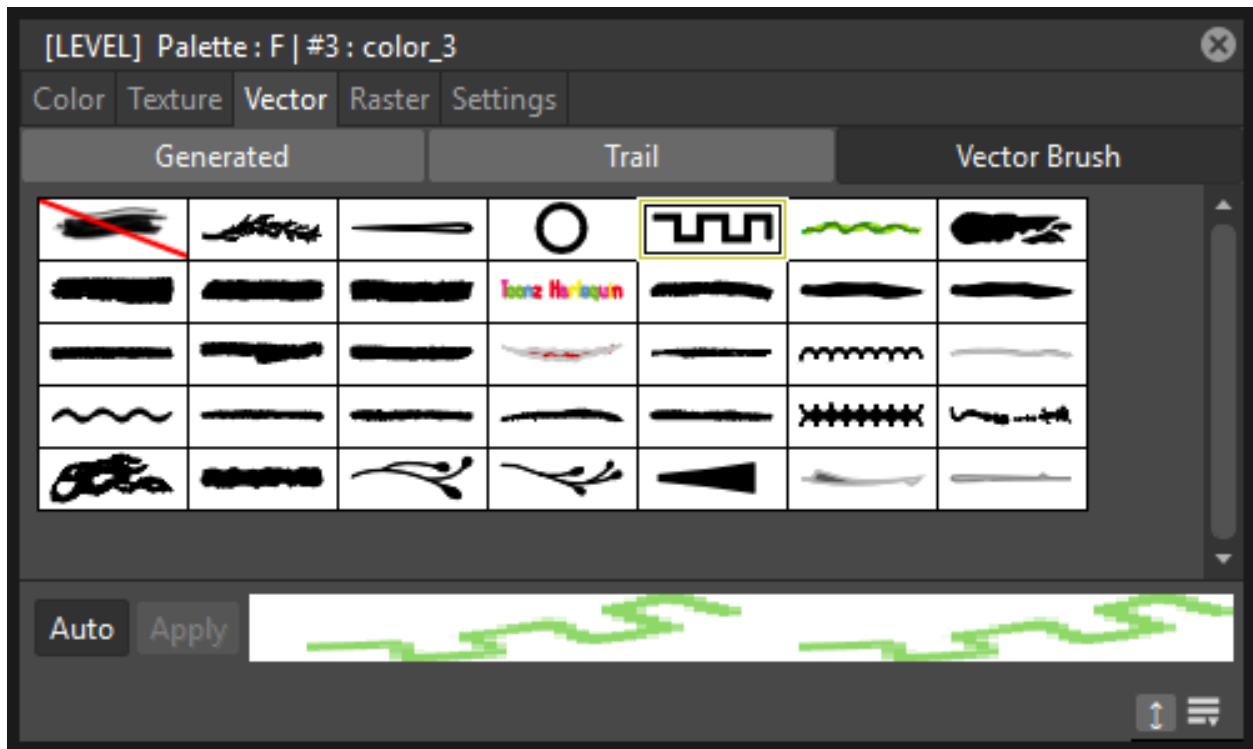 [LEVEL] Palette : F | #3 : color_3
Color Texture Vector Raster Settings
Generated Trail Vector Brush
Toonz Harlequin
Auto Apply